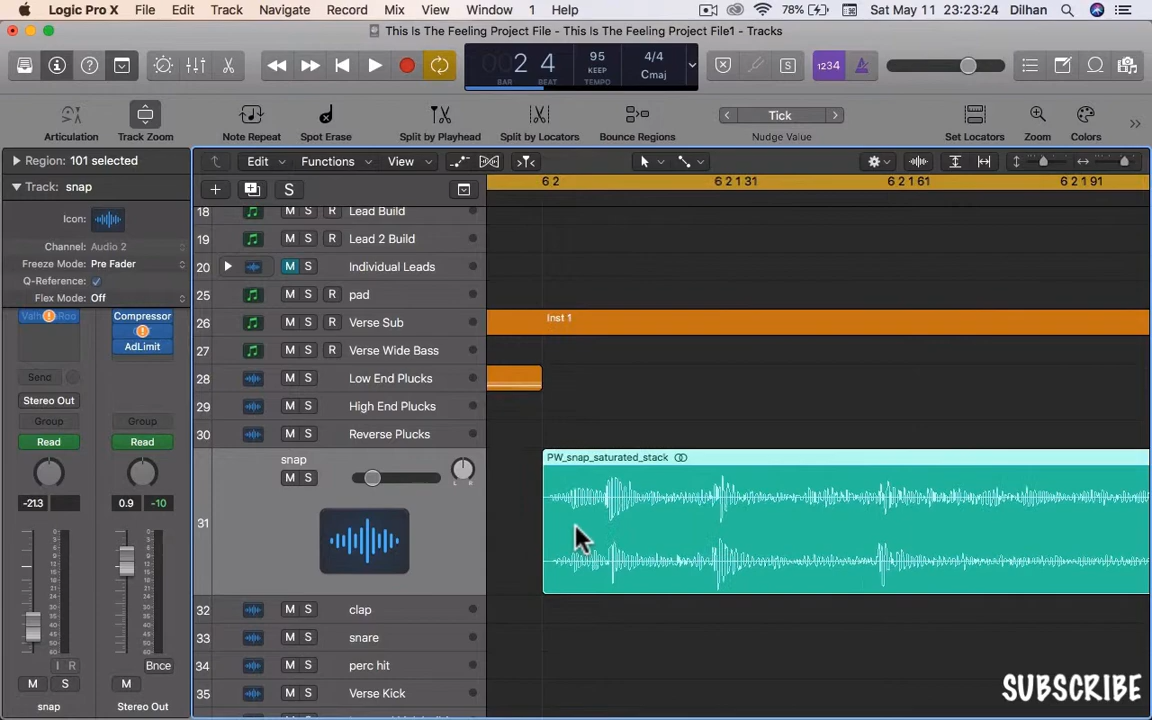 Logic Pro X File Edit Track Navigate Record Mix View Window 1 Help 78% Sat May 11 23:23:24 Dilhan
This Is The Feeling Project File - This Is The Feeling Project File1 - Tracks
2 4 95 4/4
BAR BEAT KEEP TEMPO Cmaj
1234
Articulation Track Zoom Note Repeat Spot Erase Split by Playhead Split by Locators Bounce Regions Tick Nudge Value Set Locators Zoom Colors
Region: 101 selected
Edit Functions View
Track: snap
6 2 6 2 1 31 6 2 1 61 6 2 1 91
Icon:
Channel: Audio 2
Freeze Mode: Pre Fader
Q-Reference:
Flex Mode: Off
18 M S R Lead Build
19 M S R Lead 2 Build
20 M S Individual Leads
25 M S R pad
26 M S R Verse Sub
Inst 1
27 M S R Verse Wide Bass
28 M S Low End Plucks
29 M S High End Plucks
30 M S Reverse Plucks
31 snap
M S
L R
PW_snap_saturated_stack
32 M S clap
33 M S snare
34 M S perc hit
35 M S Verse Kick
Compressor
AdLimit
Send
Stereo Out
Group Group
Read Read
-21.3 0.9 -10
I R Bnce
M S M
snap Stereo Out
SUBSCRIBE